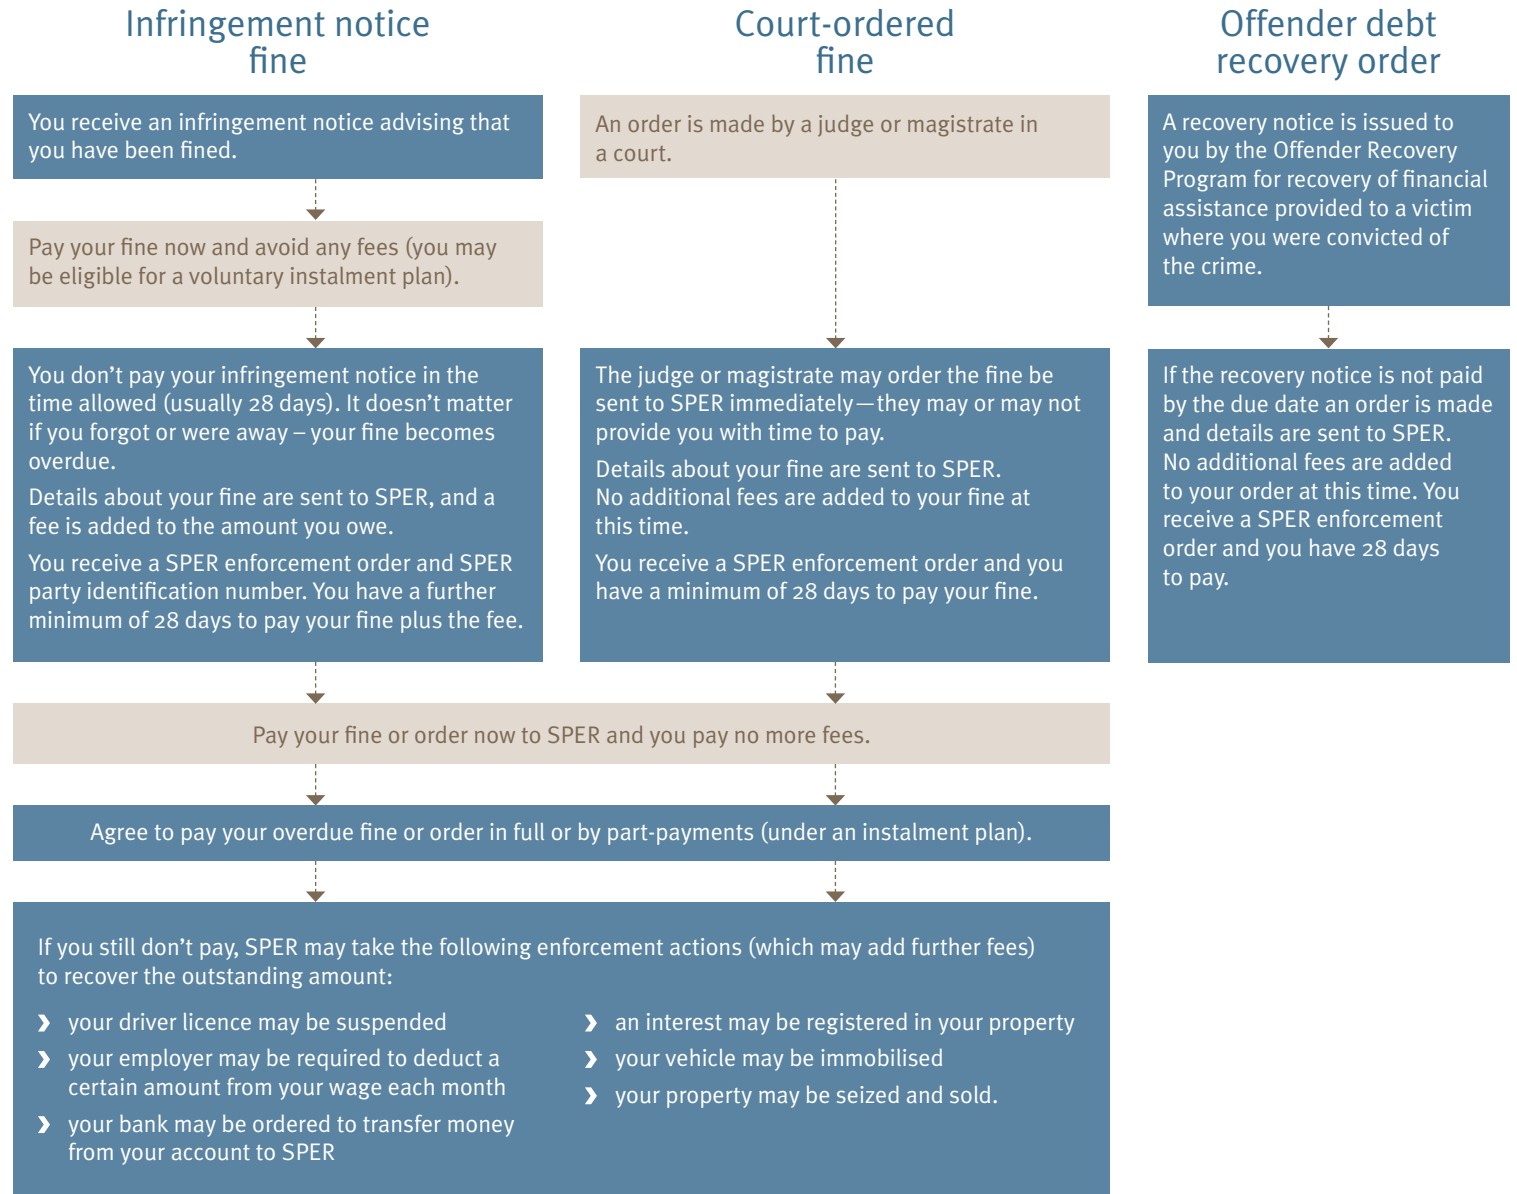 Infringement notice
fine
You receive an infringement notice advising that
you have been fined.
Pay your fine now and avoid any fees (you may
be eligible for a voluntary instalment plan).
You don’t pay your infringement notice in the
time allowed (usually 28 days). It doesn’t matter
if you forgot or were away – your fine becomes
overdue.
Details about your fine are sent to SPER, and a
fee is added to the amount you owe.
You receive a SPER enforcement order and SPER
party identification number. You have a further
minimum of 28 days to pay your fine plus the fee.
Court-ordered
fine
An order is made by a judge or magistrate in
a court.
The judge or magistrate may order the fine be
sent to SPER immediately—they may or may not
provide you with time to pay.
Details about your fine are sent to SPER.
No additional fees are added to your fine at
this time.
You receive a SPER enforcement order and you
have a minimum of 28 days to pay your fine.
Offender debt
recovery order
A recovery notice is issued to
you by the Offender Recovery
Program for recovery of financial
assistance provided to a victim
where you were convicted of
the crime.
If the recovery notice is not paid
by the due date an order is made
and details are sent to SPER.
No additional fees are added
to your order at this time. You
receive a SPER enforcement
order and you have 28 days
to pay.
Pay your fine or order now to SPER and you pay no more fees.
Agree to pay your overdue fine or order in full or by part-payments (under an instalment plan).
If you still don’t pay, SPER may take the following enforcement actions (which may add further fees)
to recover the outstanding amount:
❯ your driver licence may be suspended
❯ your employer may be required to deduct a
certain amount from your wage each month
❯ your bank may be ordered to transfer money
from your account to SPER
❯ an interest may be registered in your property
❯ your vehicle may be immobilised
❯ your property may be seized and sold.